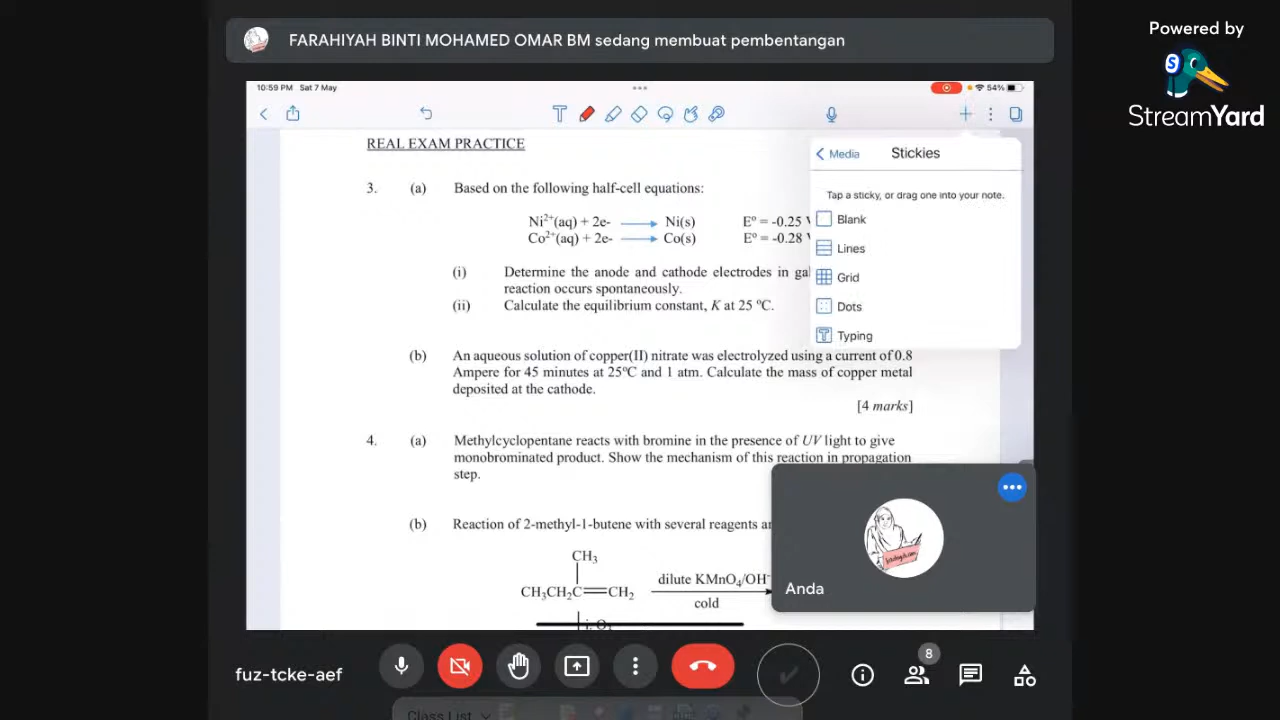 FARAHIYAH BINTI MOHAMED OMAR BM sedang membuat pembentangan
Powered by
StreamYard
10:59 PM Sat 7 May
54%
REAL EXAM PRACTICE
Media
Stickies
Tap a sticky, or drag one into your note.
Blank
Lines
Grid
Dots
Typing
3. (a) Based on the following half-cell equations:
Ni²⁺(aq) + 2e- → Ni(s) E° = -0.25 V
Co²⁺(aq) + 2e- → Co(s) E° = -0.28 V
(i) Determine the anode and cathode electrodes in
reaction occurs spontaneously.
(ii) Calculate the equilibrium constant, K at 25 °C.
(b) An aqueous solution of copper(II) nitrate was electrolyzed using a current of 0.8
Ampere for 45 minutes at 25°C and 1 atm. Calculate the mass of copper metal
deposited at the cathode.
[4 marks]
4. (a) Methylcyclopentane reacts with bromine in the presence of UV light to give
monobrominated product. Show the mechanism of this reaction in propagation
step.
(b) Reaction of 2-methyl-1-butene with several reagents
CH₃
CH₃CH₂C=CH₂
dilute KMnO₄/OH⁻
cold
Anda
fuz-tcke-aef
8
Class List